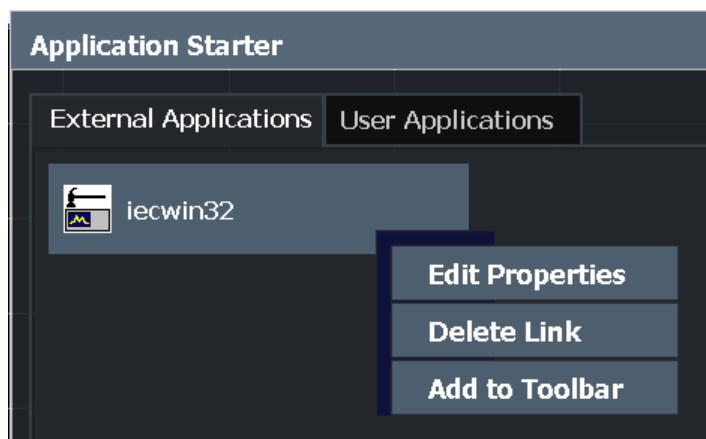 Application Starter
External Applications User Applications
iecwin32
Edit Properties
Delete Link
Add to Toolbar